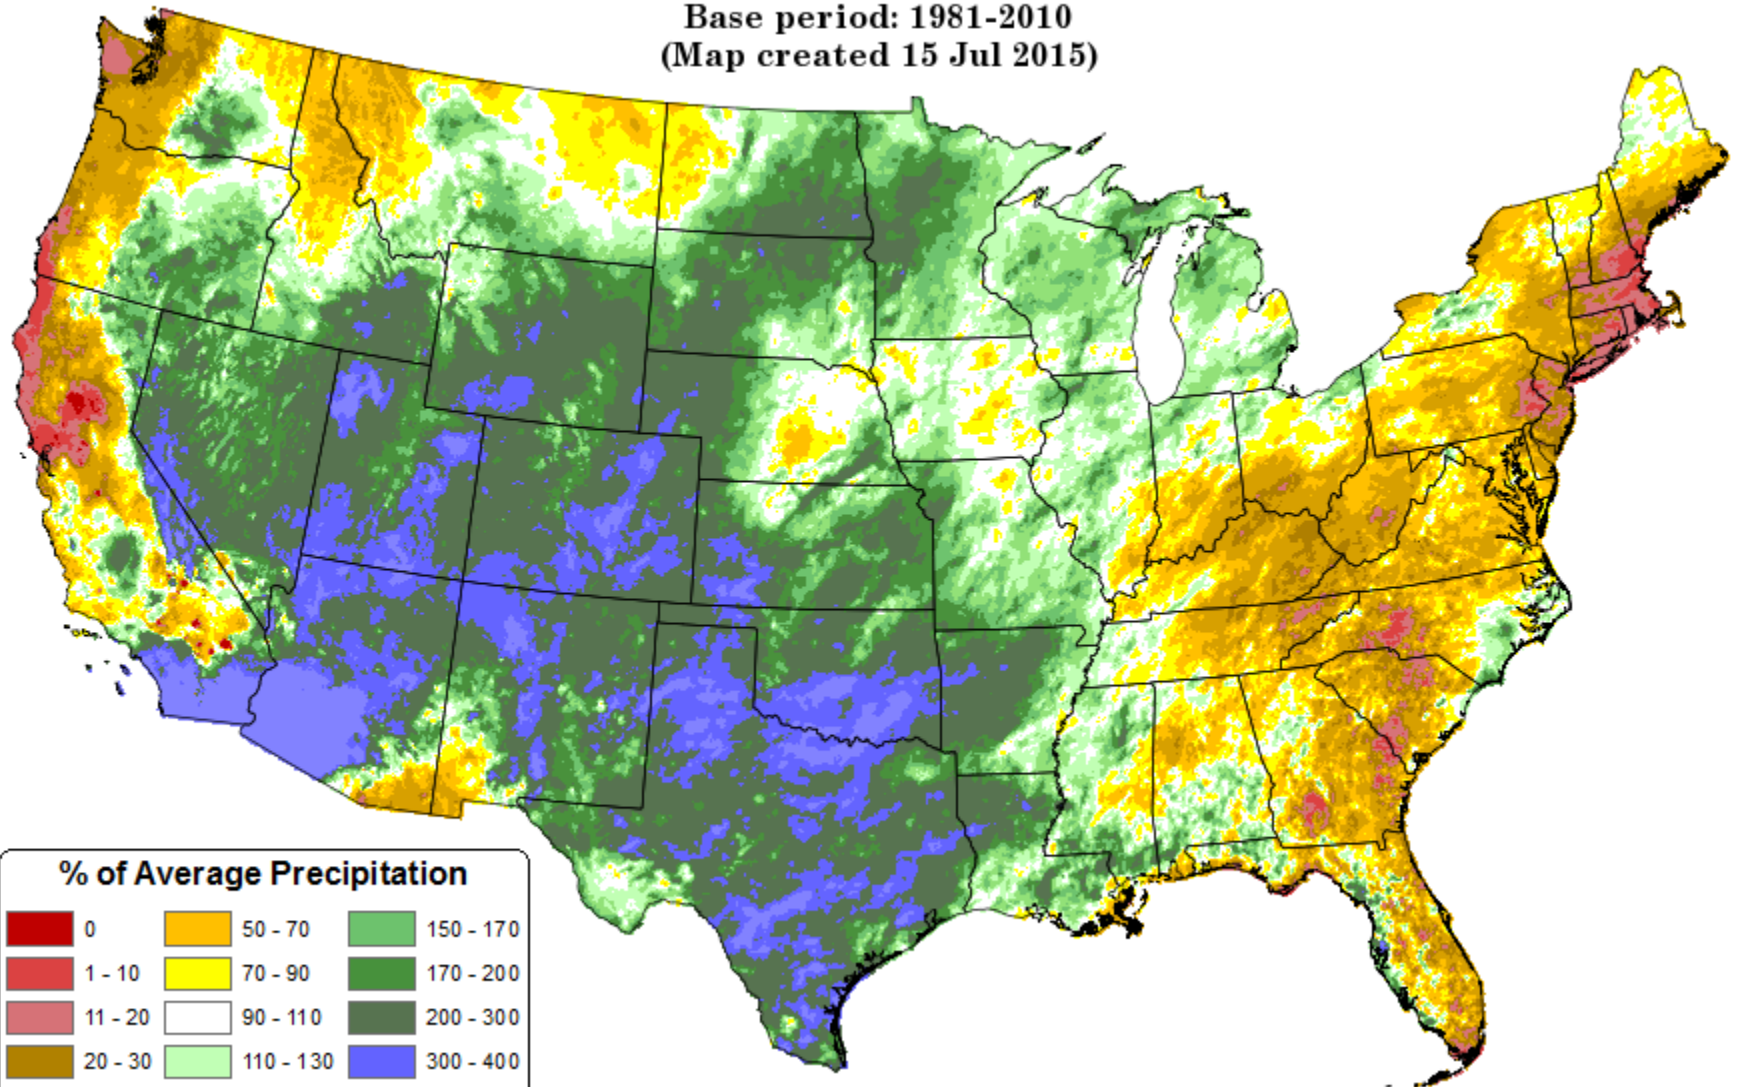 Base period: 1981-2010
(Map created 15 Jul 2015)
% of Average Precipitation
0
50 - 70
150 - 170
1 - 10
70 - 90
170 - 200
11 - 20
90 - 110
200 - 300
20 - 30
110 - 130
300 - 400